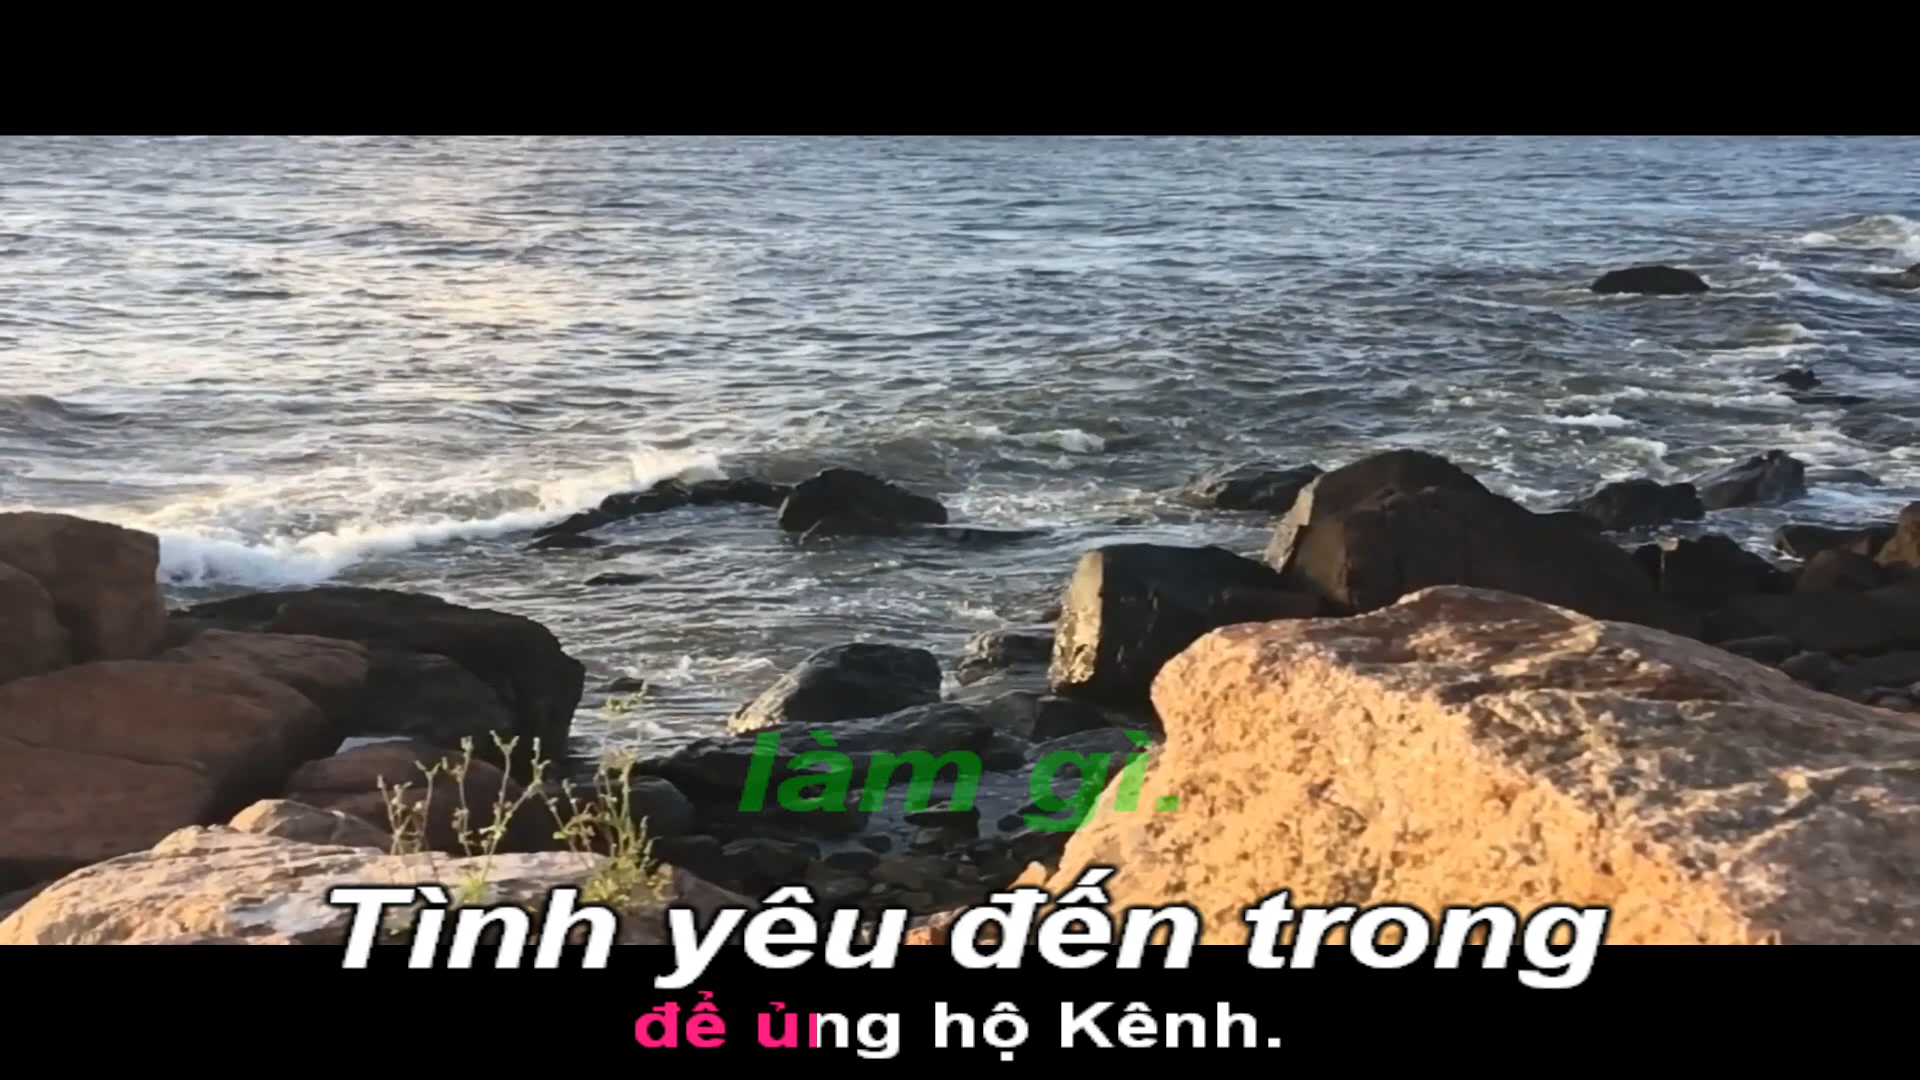 làm gì.
Tình yêu đến trong
để ủng hộ Kênh.